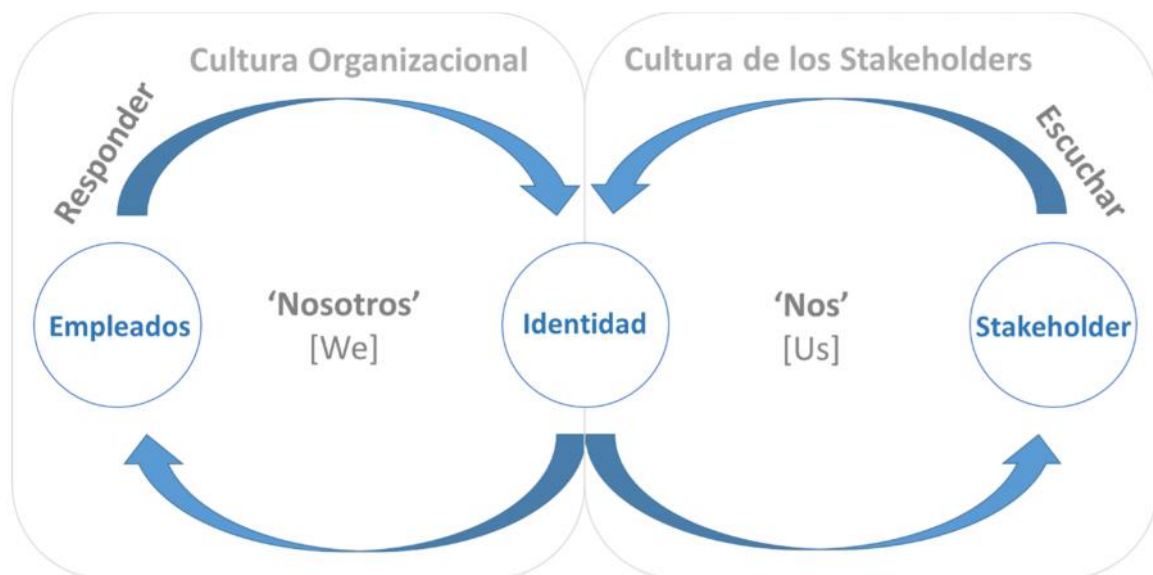 Cultura Organizacional
Cultura de los Stakeholders
Responder
Escuchar
Empleados
‘Nosotros’
[We]
Identidad
‘Nos’
[Us]
Stakeholder